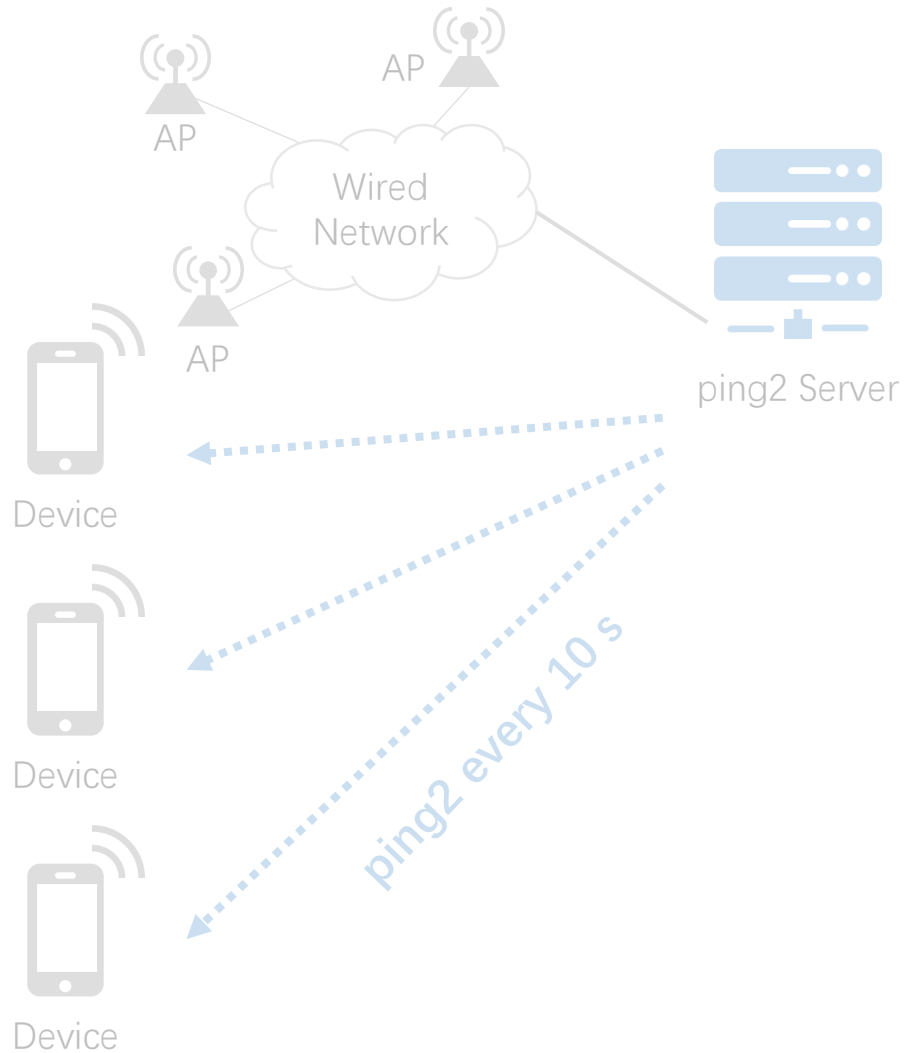 AP
AP
Wired
Network
AP
ping2 Server
Device
ping2 every 10 s
Device
Device